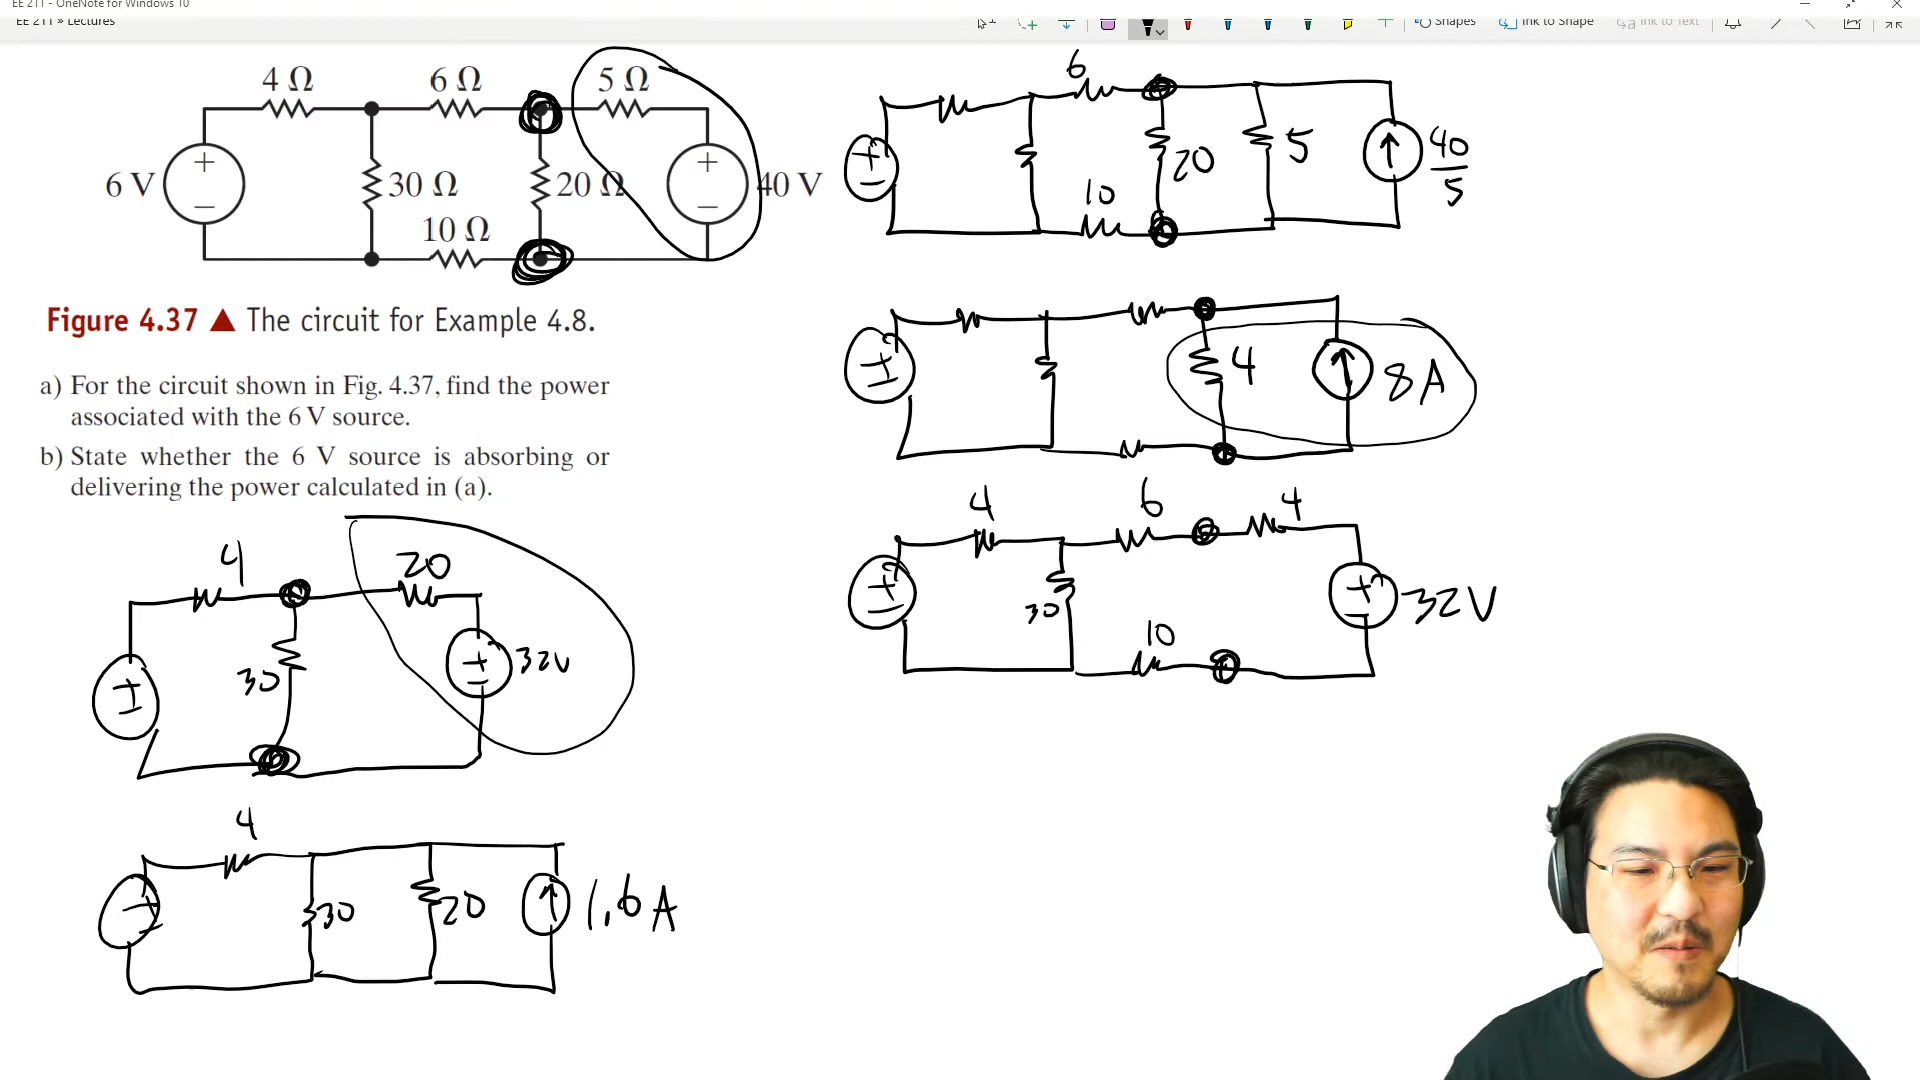 EE 211 - OneNote for Windows 10
EE 211 » Lectures
Shapes
Ink to Shape
Ink to Text
4 Ω
6 Ω
5 Ω
6 V
+
−
30 Ω
20 Ω
+
−
40 V
10 Ω
Figure 4.37 ▲ The circuit for Example 4.8.
a) For the circuit shown in Fig. 4.37, find the power
associated with the 6 V source.
b) State whether the 6 V source is absorbing or
delivering the power calculated in (a).
6
+
−
20
5
40
5
10
+
−
4
8 A
4
6
4
+
−
30
+
−
32V
10
4
20
+
−
30
+
−
32V
4
+
−
30
20
1.6 A